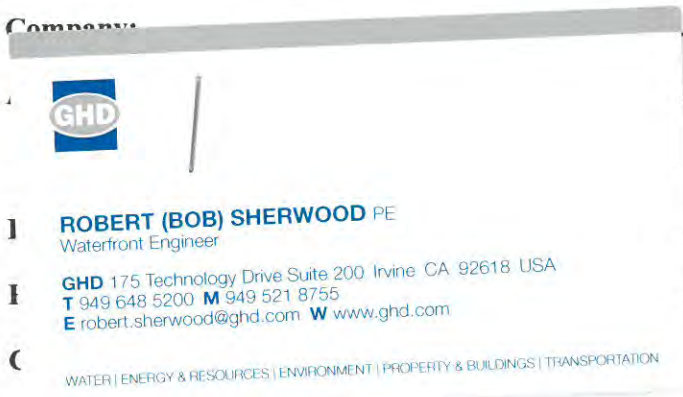 Company:
GHD
ROBERT (BOB) SHERWOOD PE
Waterfront Engineer
GHD 175 Technology Drive Suite 200 Irvine CA 92618 USA
T 949 648 5200 M 949 521 8755
E robert.sherwood@ghd.com W www.ghd.com
WATER | ENERGY & RESOURCES | ENVIRONMENT | PROPERTY & BUILDINGS | TRANSPORTATION